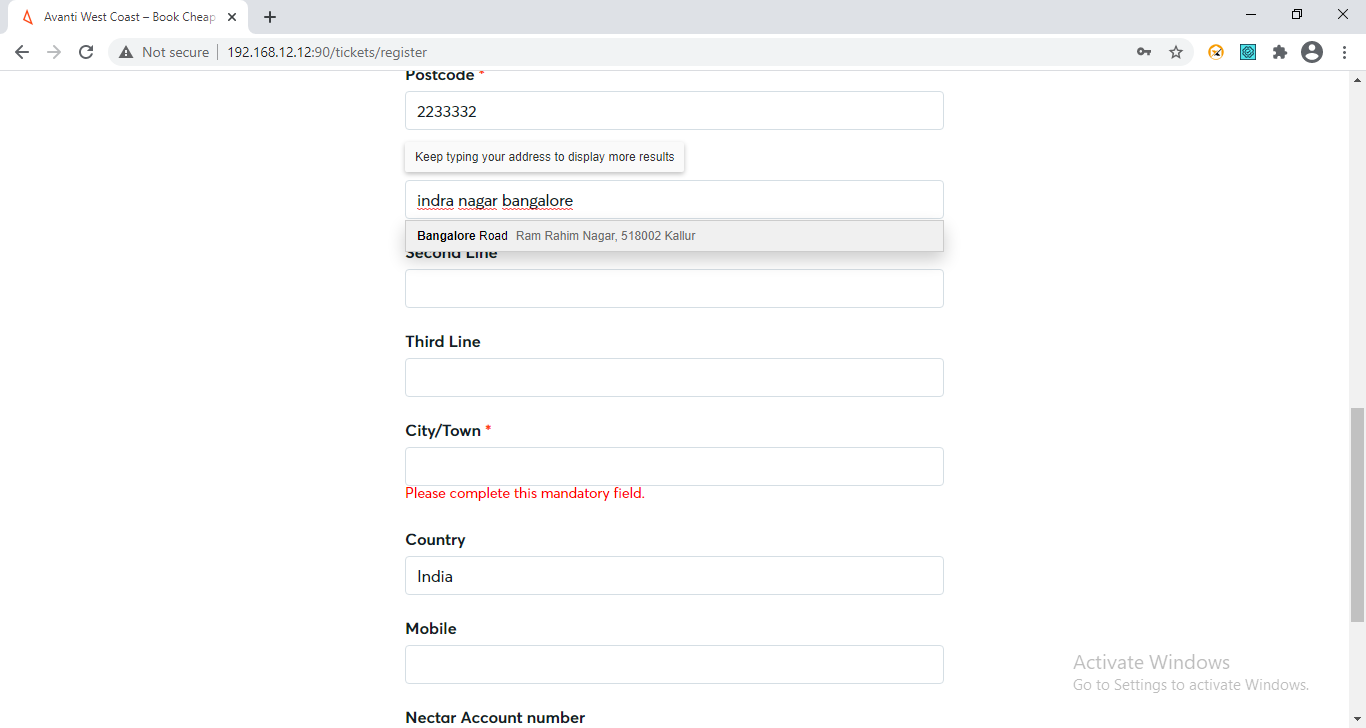 Avanti West Coast – Book Cheap
Not secure
192.168.12.12:90/tickets/register
Postcode *
2233332
Keep typing your address to display more results
indra nagar bangalore
Bangalore Road Ram Rahim Nagar, 518002 Kallur
Second Line
Third Line
City/Town *
Please complete this mandatory field.
Country
India
Mobile
Activate Windows
Go to Settings to activate Windows.
Nectar Account number